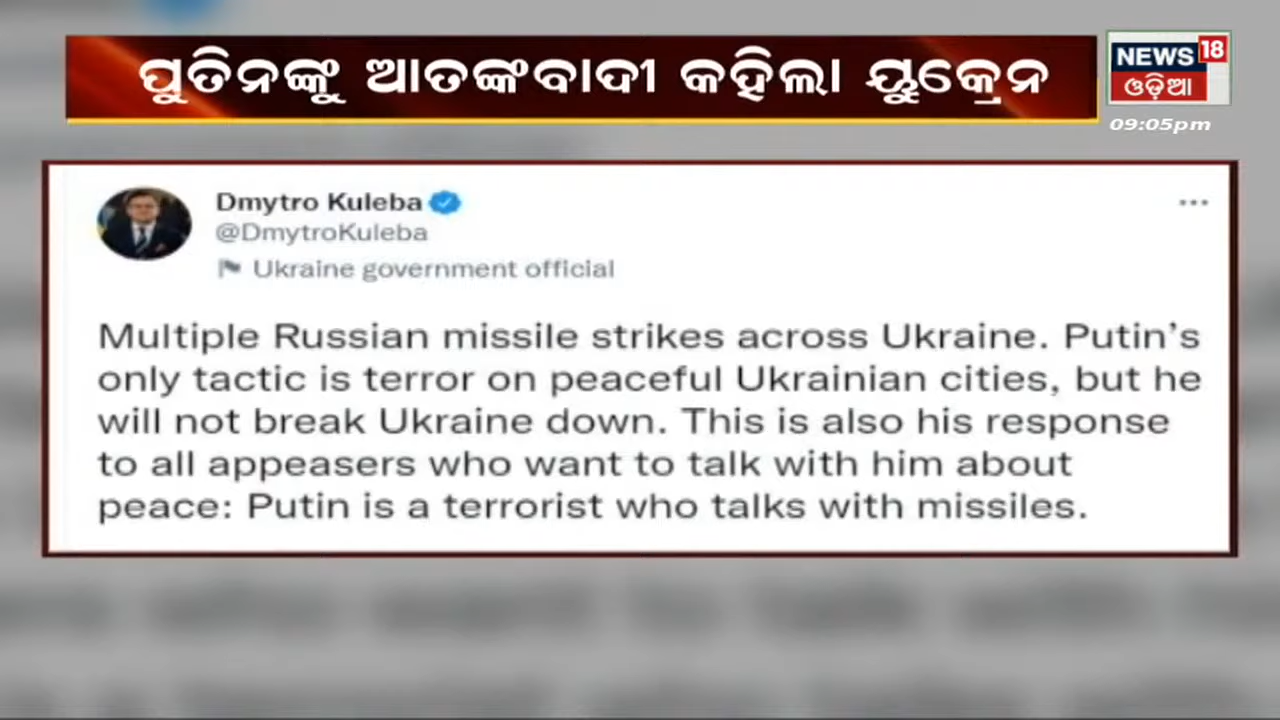 ପୁତିନଙ୍କୁ ଆତଙ୍କବାଦୀ କହିଲା ୟୁକ୍ରେନ
NEWS 18
ଓଡ଼ିଆ
09:05pm
Dmytro Kuleba
@DmytroKuleba
Ukraine government official
Multiple Russian missile strikes across Ukraine. Putin's
only tactic is terror on peaceful Ukrainian cities, but he
will not break Ukraine down. This is also his response
to all appeasers who want to talk with him about
peace: Putin is a terrorist who talks with missiles.